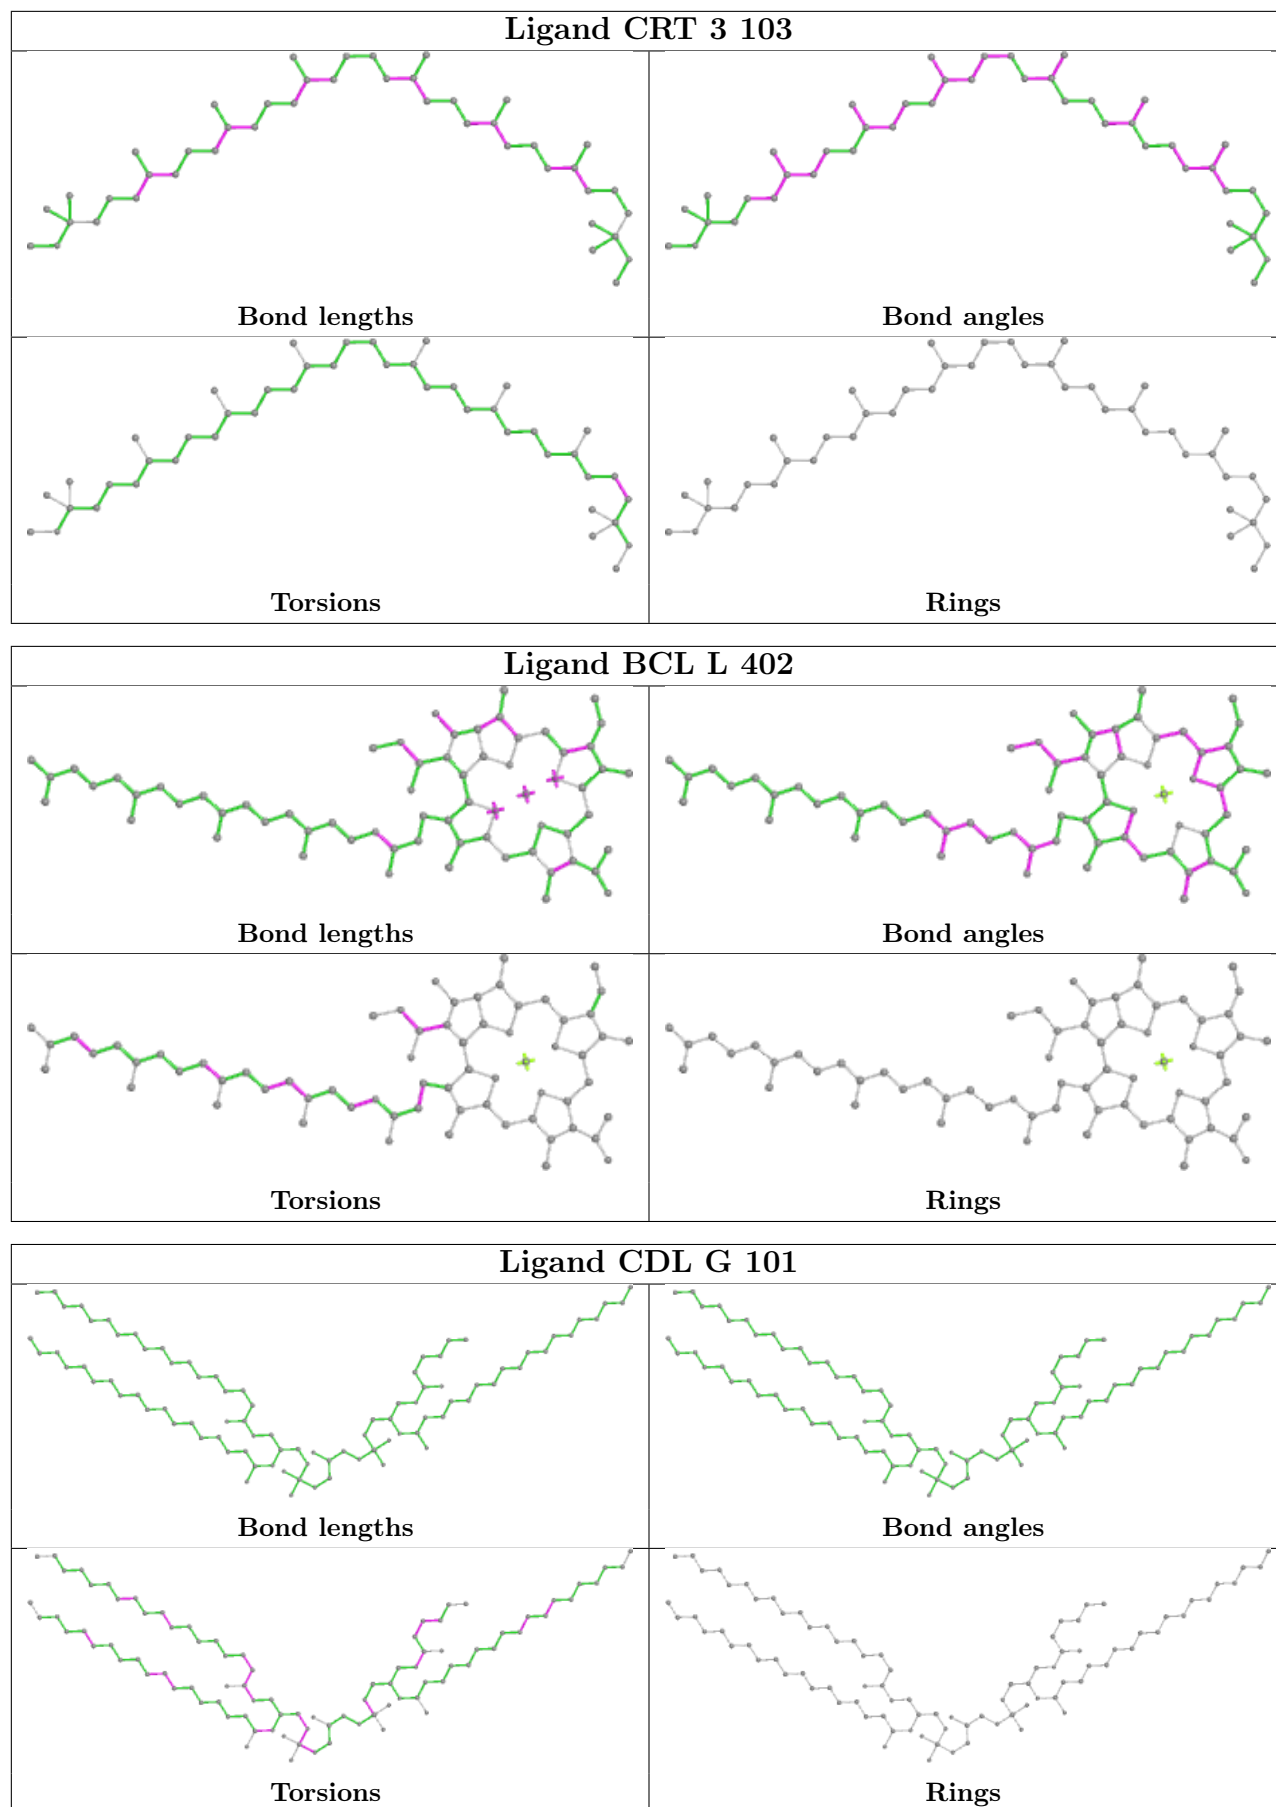 Ligand CRT 3 103
Bond lengths
Bond angles
Torsions
Rings
Ligand BCL L 402
Bond lengths
Bond angles
Torsions
Rings
Ligand CDL G 101
Bond lengths
Bond angles
Torsions
Rings